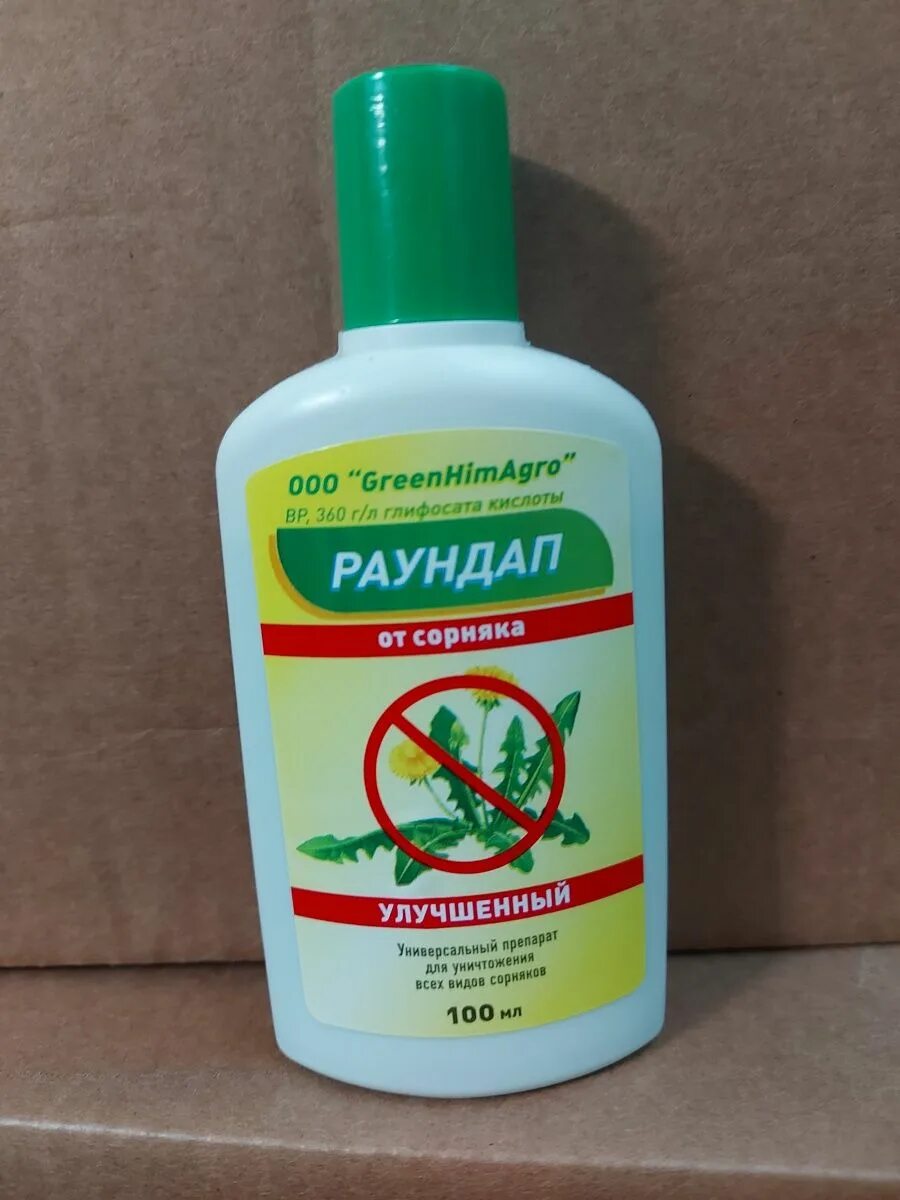 ООО "GreenHimAgro"
ВР, 360 г/л глифосата кислоты
РАУНДАП
от сорняка
УЛУЧШЕННЫЙ
Универсальный препарат
для уничтожения
всех видов сорняков
100 мл